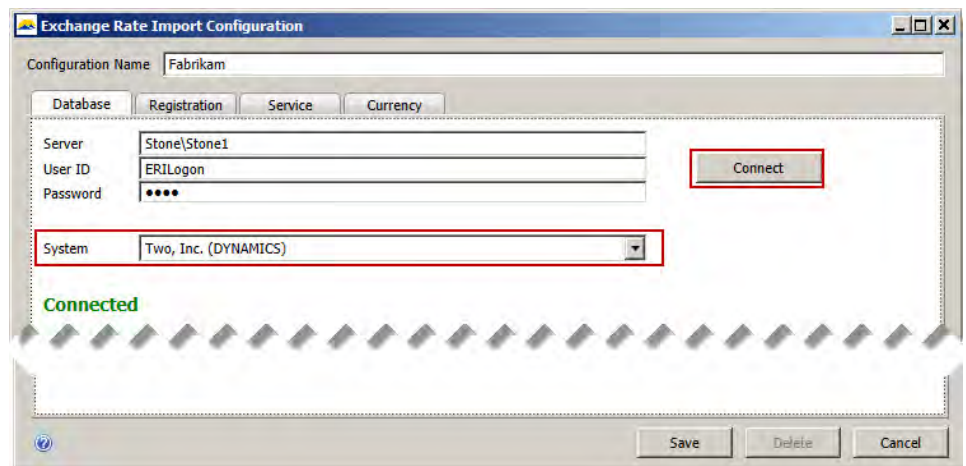 Exchange Rate Import Configuration
Configuration Name Fabrikam
Database Registration Service Currency
Server Stone\Stone1
User ID ERILogon
Connect
Password ••••
System Two, Inc. (DYNAMICS)
Connected
Save Delete Cancel